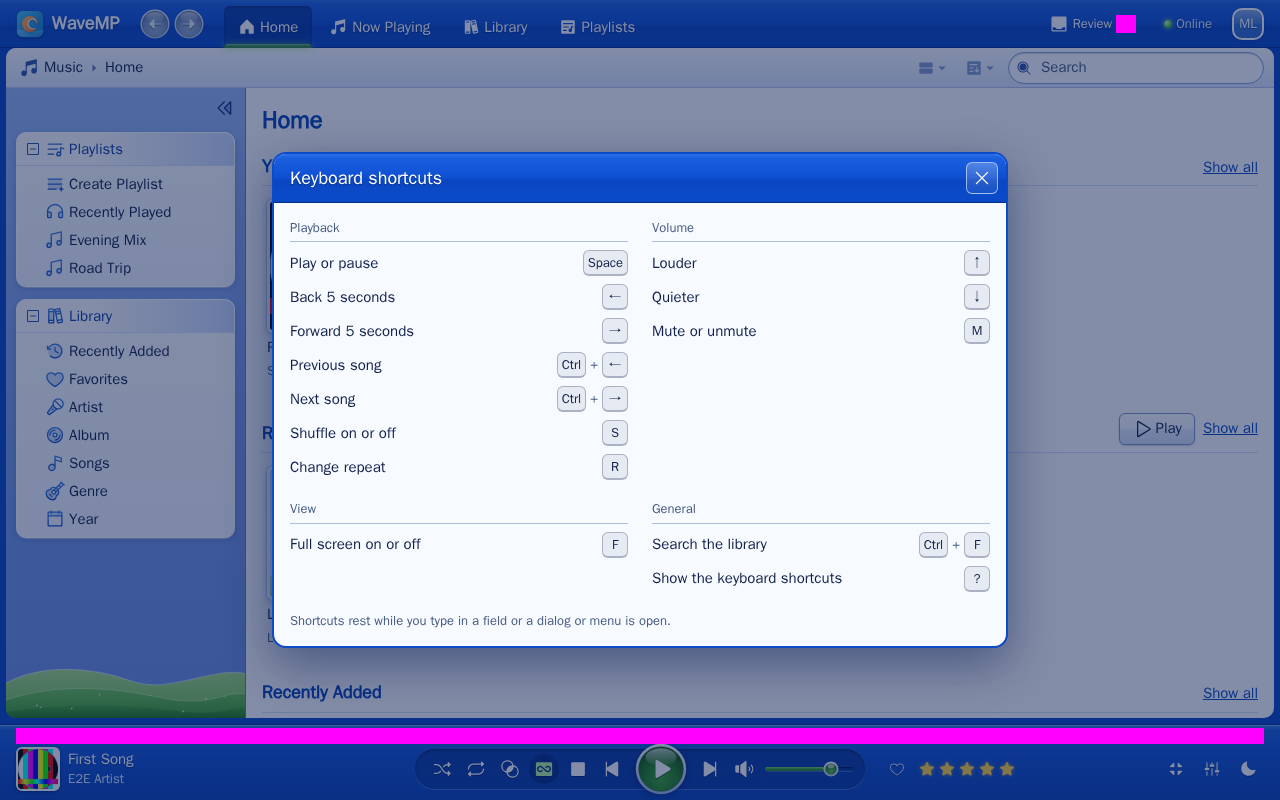 WaveMP
Home
Now Playing
Library
Playlists
Review
Online
ML
Music
Home
Search
Playlists
Create Playlist
Recently Played
Evening Mix
Road Trip
Library
Recently Added
Favorites
Artist
Album
Songs
Genre
Year
Home
Show all
Keyboard shortcuts
Playback
Play or pause Space
Back 5 seconds ←
Forward 5 seconds →
Previous song Ctrl + ←
Next song Ctrl + →
Shuffle on or off S
Change repeat R
Volume
Louder ↑
Quieter ↓
Mute or unmute M
View
Full screen on or off F
General
Search the library Ctrl + F
Show the keyboard shortcuts ?
Shortcuts rest while you type in a field or a dialog or menu is open.
Play
Show all
Recently Added
Show all
First Song
E2E Artist